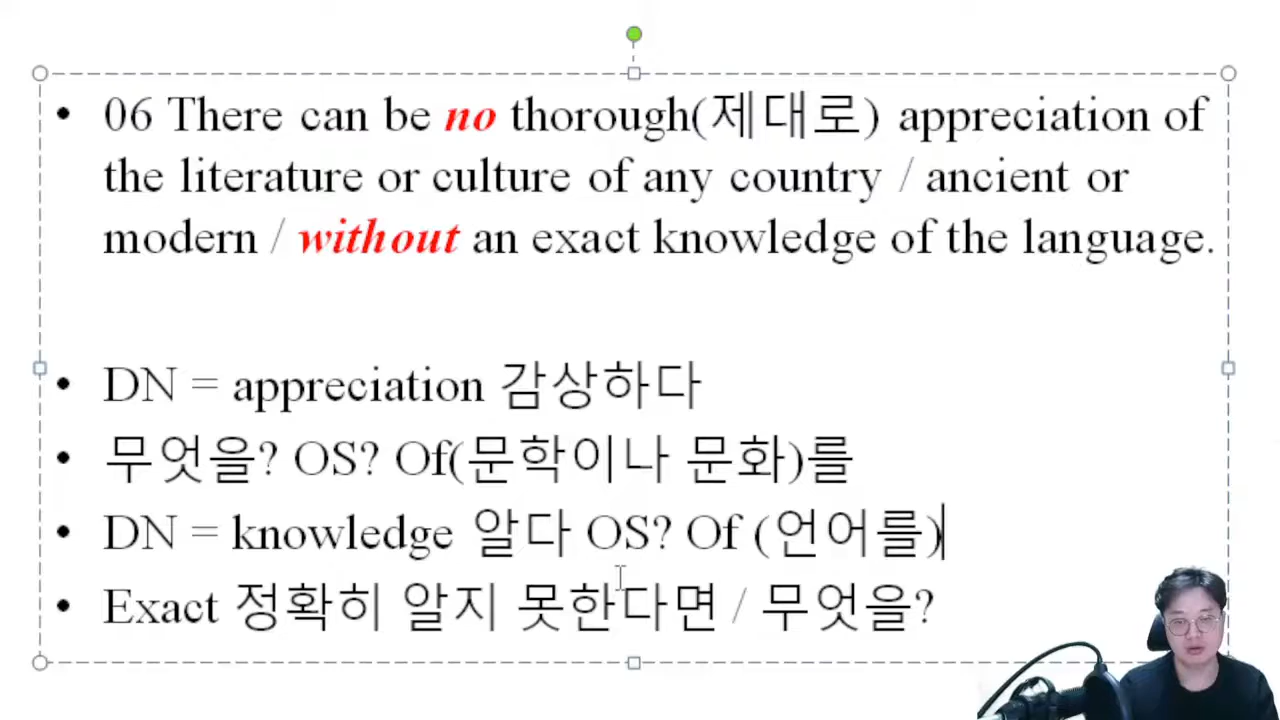 • 06 There can be no thorough(제대로) appreciation of
the literature or culture of any country / ancient or
modern / without an exact knowledge of the language.
• DN = appreciation 감상하다
• 무엇을? OS? Of(문학이나 문화)를
• DN = knowledge 알다 OS? Of (언어를)
• Exact 정확히 알지 못한다면 / 무엇을?